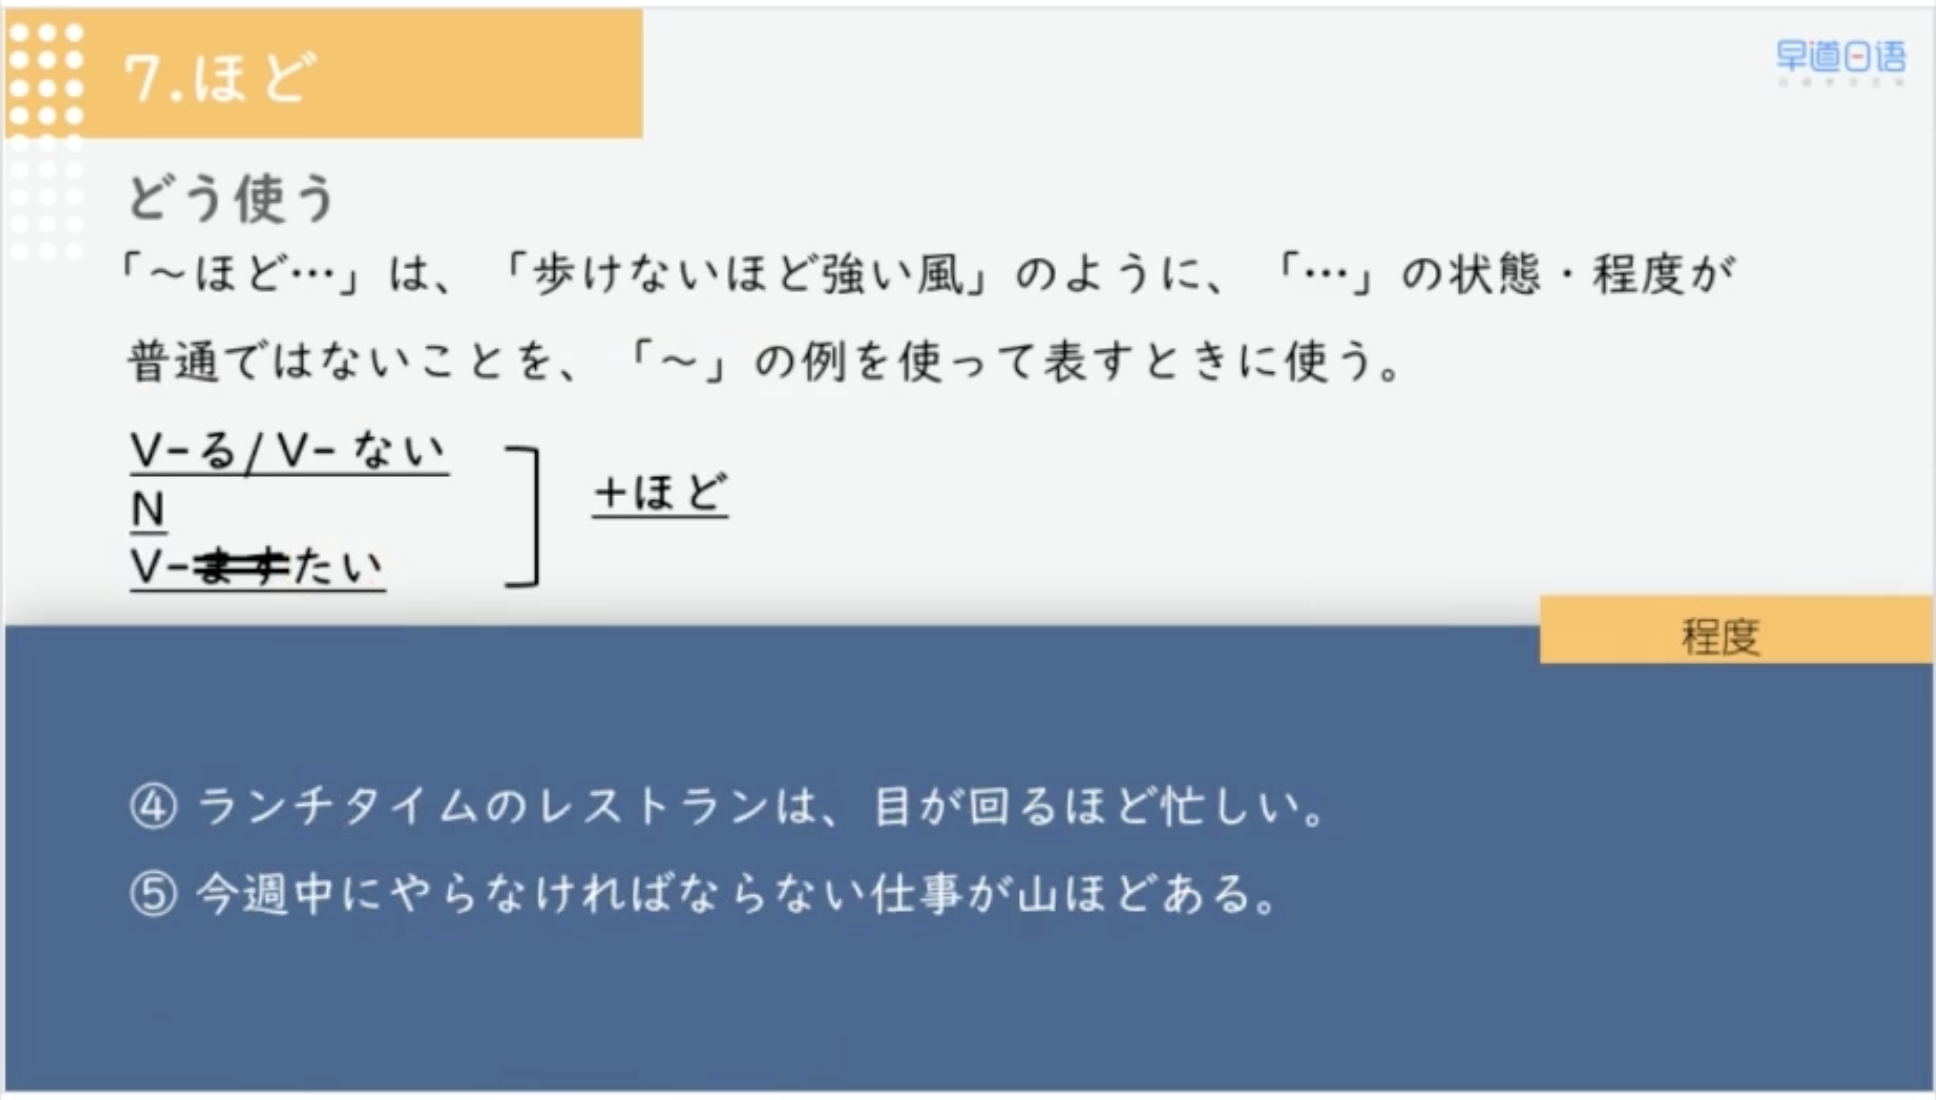 7.ほど
早道日语
どう使う
「～ほど…」は、「歩けないほど強い風」のように、「…」の状態・程度が
普通ではないことを、「～」の例を使って表すときに使う。
V-る/V-ない
N
V-ますたい
+ほど
程度
④ ランチタイムのレストランは、目が回るほど忙しい。
⑤ 今週中にやらなければならない仕事が山ほどある。